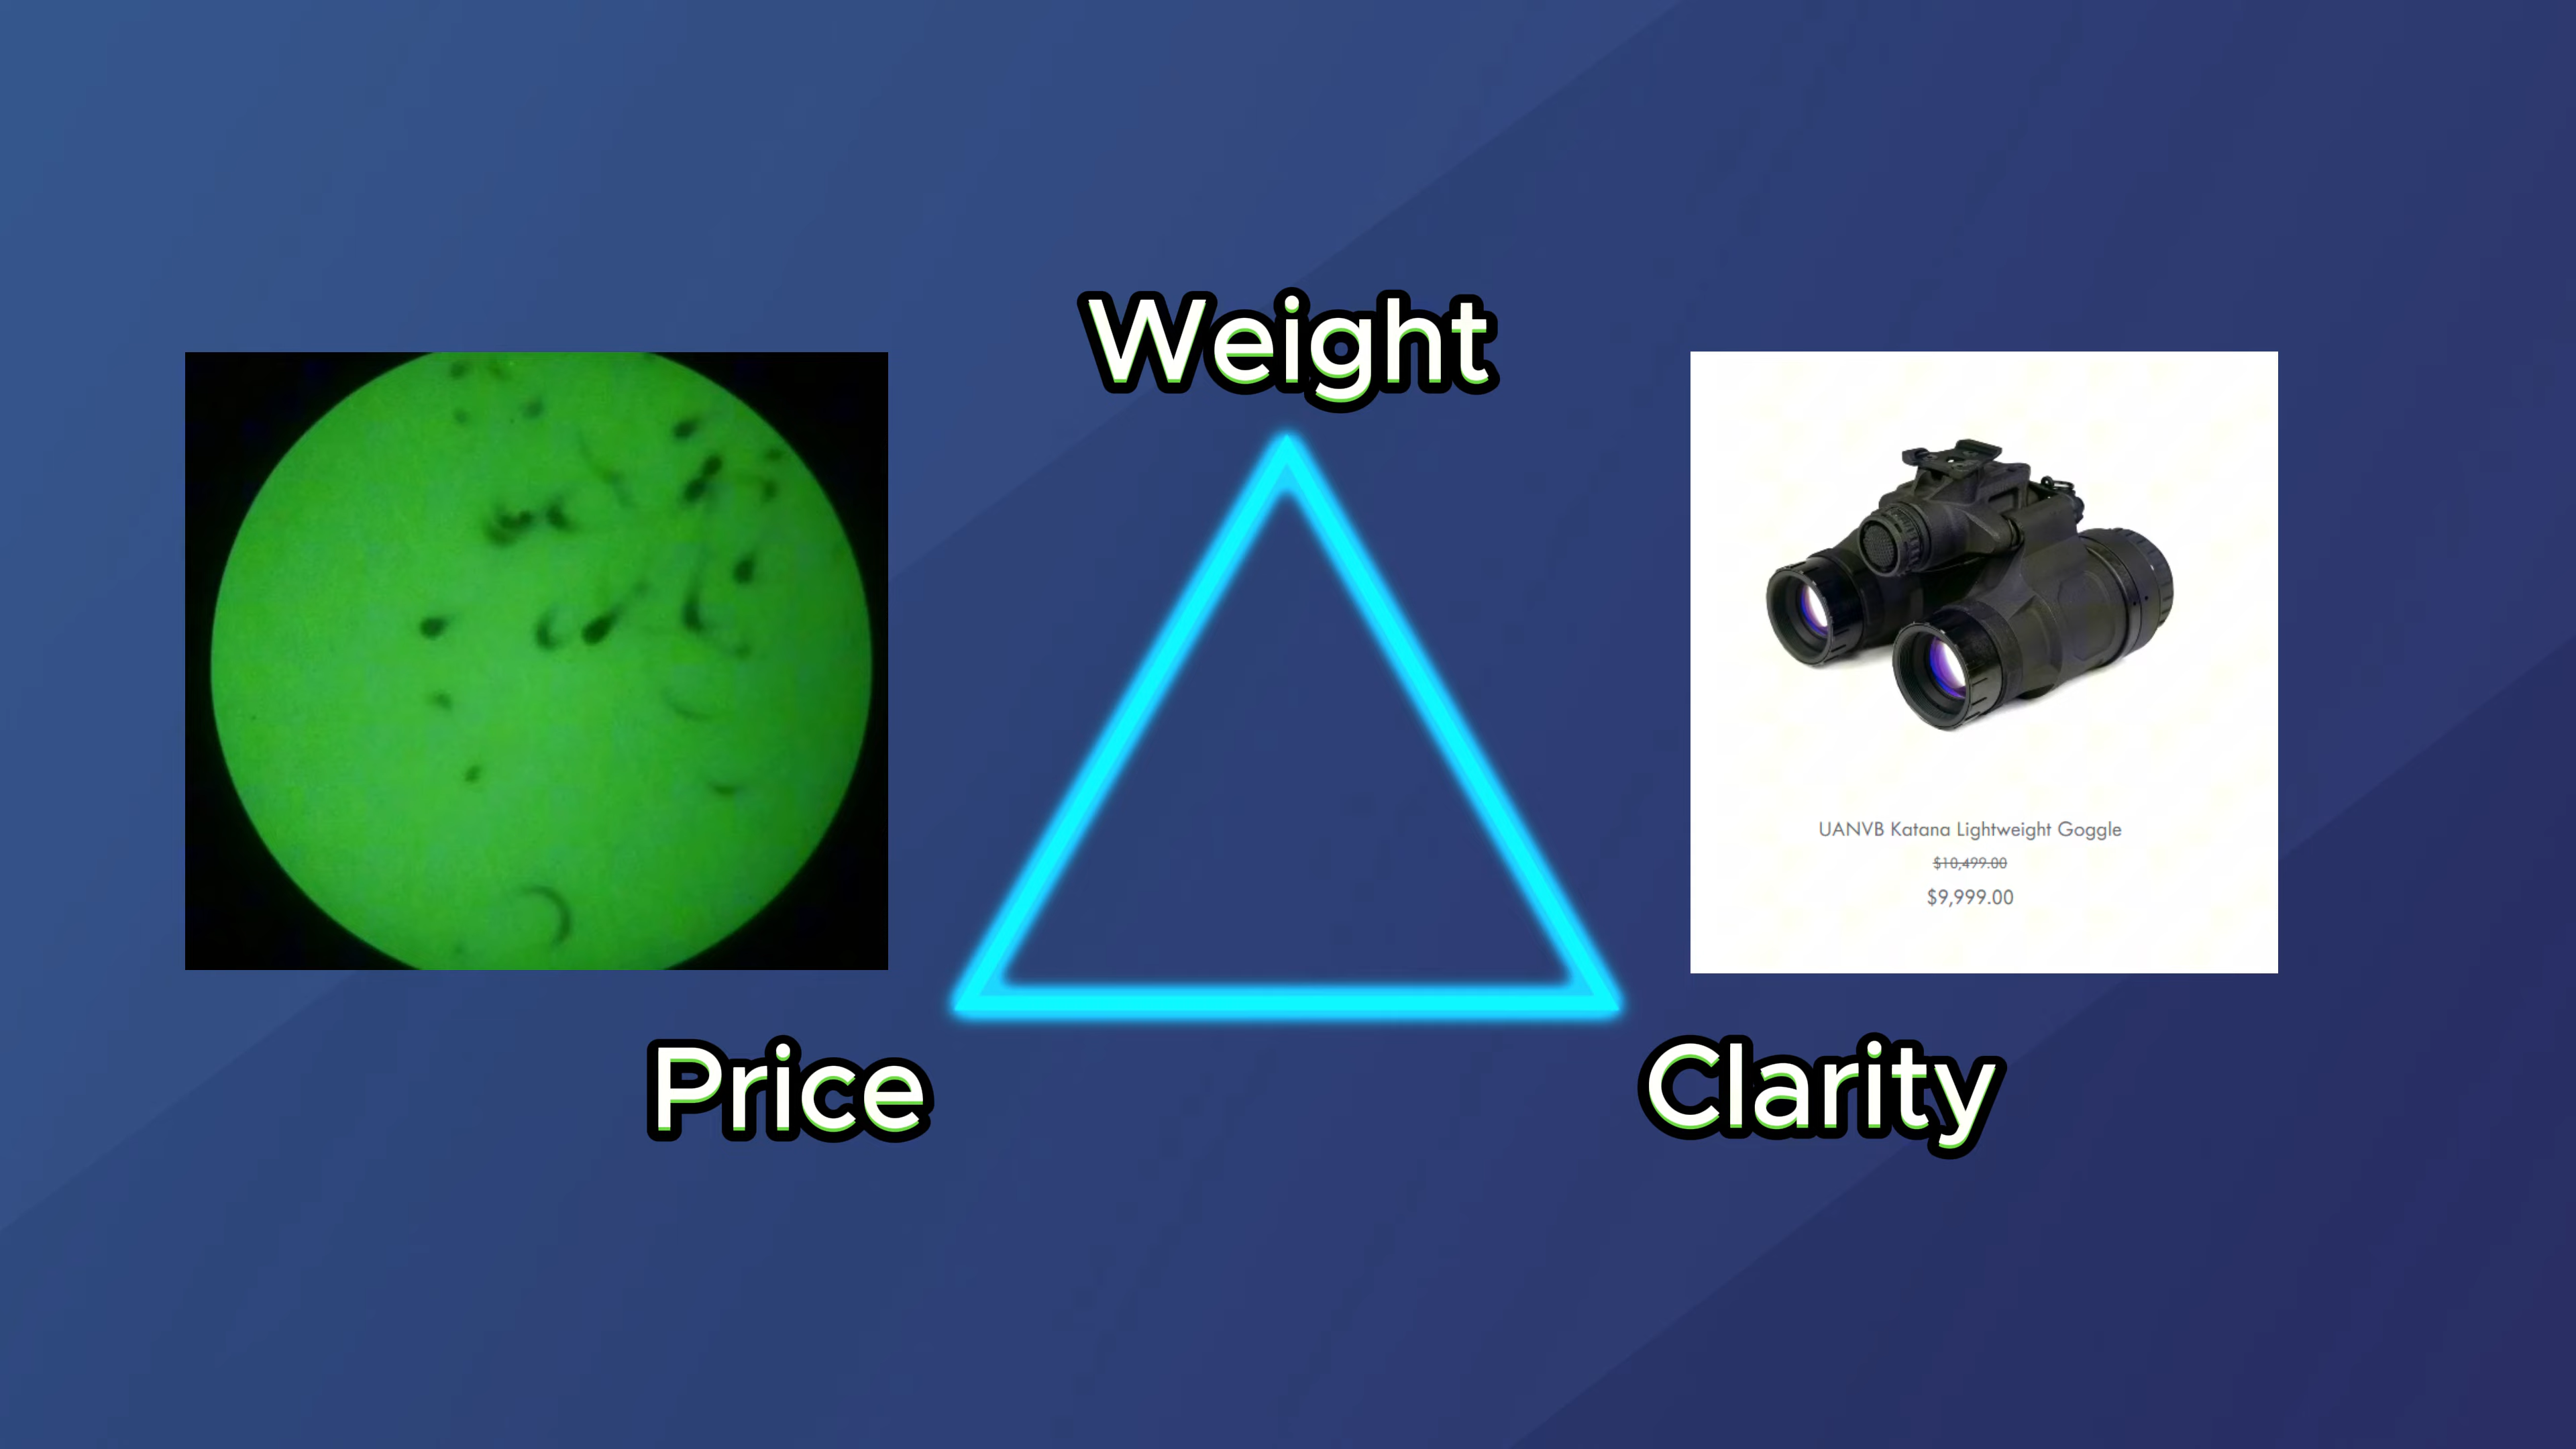 Weight
UANVB Katana Lightweight Goggle
$10,499.00
$9,999.00
Price
Clarity